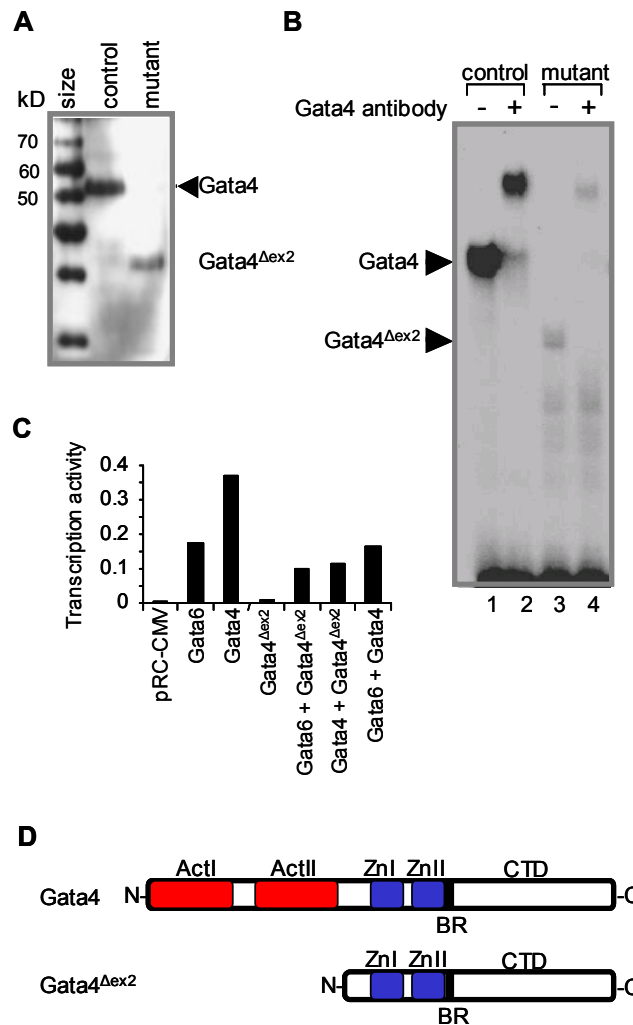 A
kD
size
control
mutant
70
60
50
Gata4
Gata4Δex2
B
control mutant
Gata4 antibody - + - +
Gata4
Gata4Δex2
1 2 3 4
C
Transcription activity
0.4
0.3
0.2
0.1
0
pRC-CMV
Gata6
Gata4
Gata4Δex2
Gata6 + Gata4Δex2
Gata4 + Gata4Δex2
Gata6 + Gata4
D
ActI ActII ZnI ZnII CTD
Gata4 N- -C
BR
ZnI ZnII CTD
Gata4Δex2 N- -C
BR